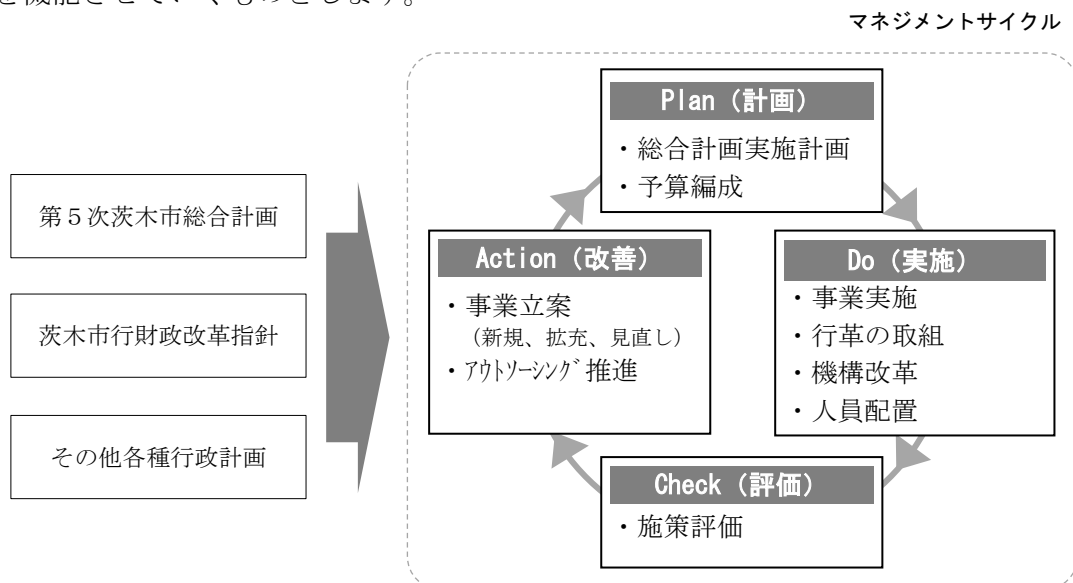 を機能させていくものとします。
マネジメントサイクル
第５次茨木市総合計画
茨木市行財政改革指針
その他各種行政計画
Plan（計画）
・総合計画実施計画
・予算編成
Do（実施）
・事業実施
・行革の取組
・機構改革
・人員配置
Check（評価）
・施策評価
Action（改善）
・事業立案
（新規、拡充、見直し）
・ｱｳﾄｿｰｼﾝｸﾞ推進